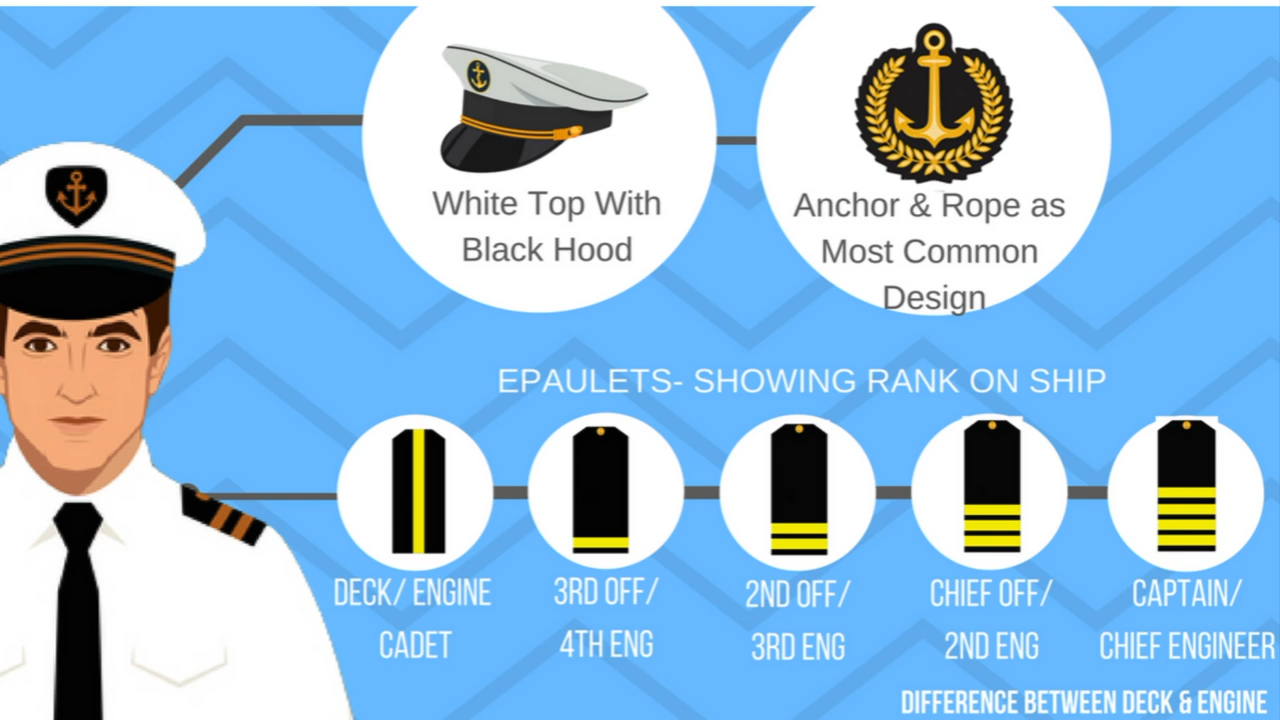 White Top With
Black Hood
Anchor & Rope as
Most Common
Design
EPAULETS- SHOWING RANK ON SHIP
DECK/ ENGINE
CADET
3RD OFF/
4TH ENG
2ND OFF/
3RD ENG
CHIEF OFF/
2ND ENG
CAPTAIN/
CHIEF ENGINEER
DIFFERENCE BETWEEN DECK & ENGINE